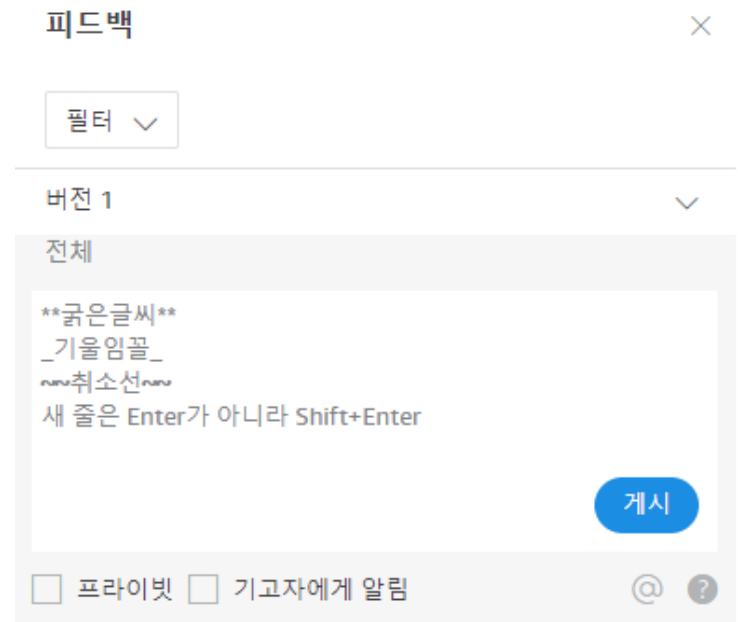 피드백
필터
버전 1
전체
**굵은글씨**
_기울임꼴_
~~취소선~~
새 줄은 Enter가 아니라 Shift+Enter
게시
프라이빗 기고자에게 알림 @ ?